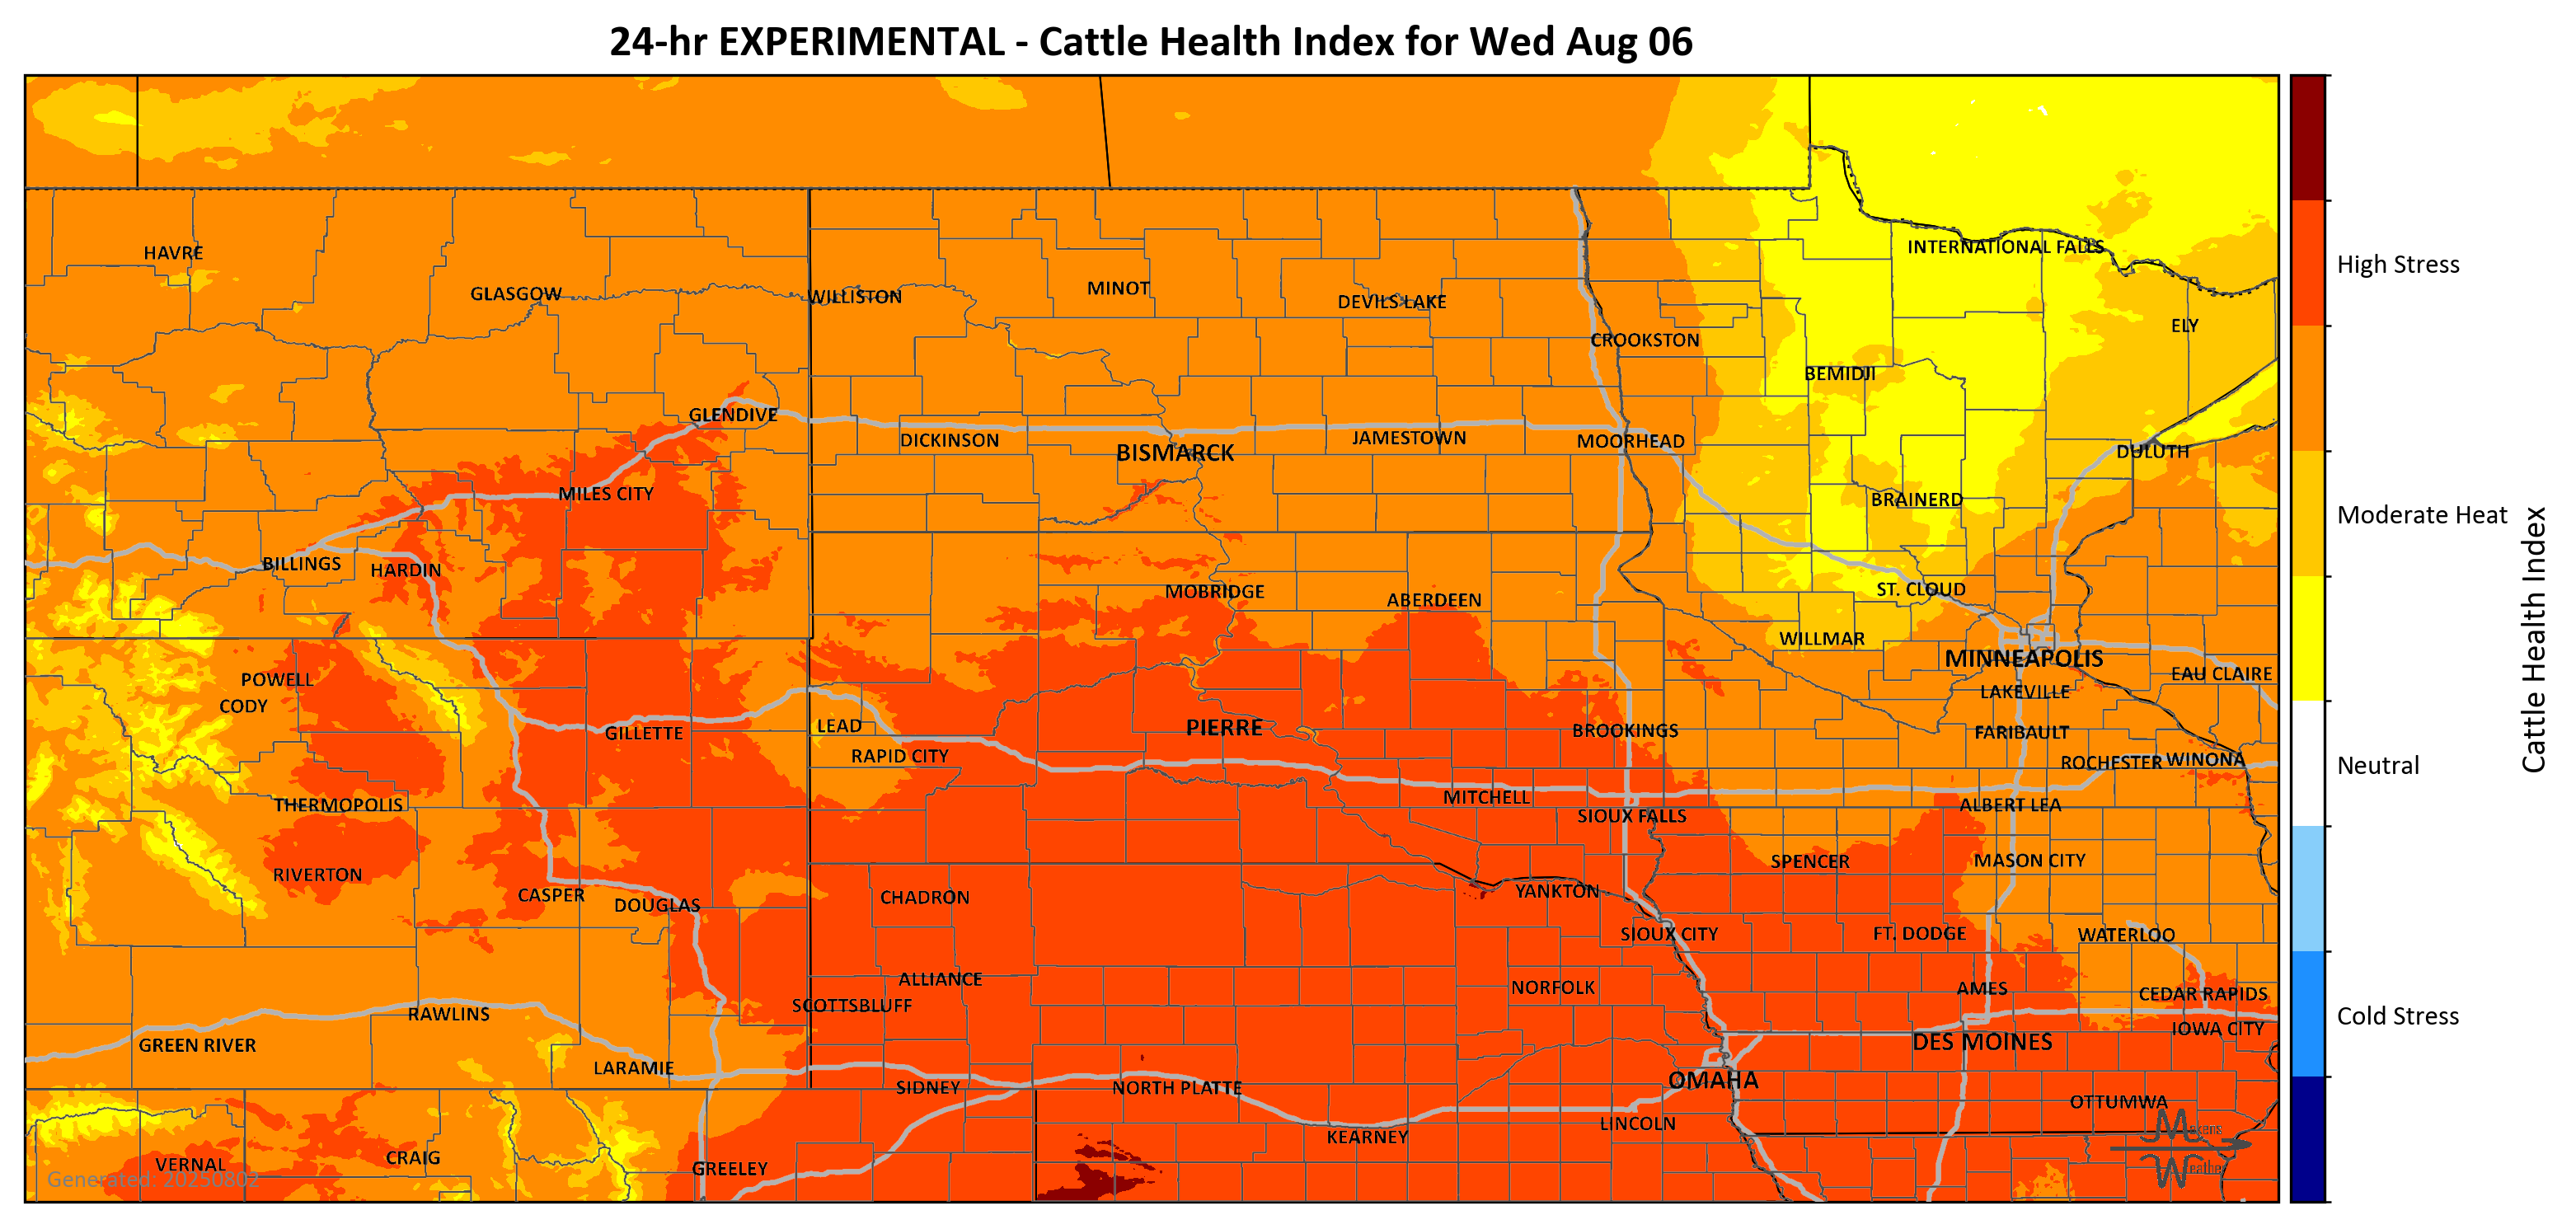 24-hr EXPERIMENTAL - Cattle Health Index for Wed Aug 06
HAVRE
GLASGOW
WILLISTON
MINOT
DEVILS LAKE
CROOKSTON
INTERNATIONAL FALLS
ELY
BEMIDJI
GLENDIVE
DICKINSON
BISMARCK
JAMESTOWN
MOORHEAD
DULUTH
MILES CITY
BRAINERD
BILLINGS
HARDIN
MOBRIDGE
ABERDEEN
ST. CLOUD
WILLMAR
MINNEAPOLIS
EAU CLAIRE
LAKEVILLE
POWELL
CODY
GILLETTE
LEAD
RAPID CITY
PIERRE
BROOKINGS
FARIBAULT
ROCHESTER
WINONA
THERMOPOLIS
MITCHELL
SIOUX FALLS
ALBERT LEA
RIVERTON
CASPER
DOUGLAS
CHADRON
YANKTON
SPENCER
MASON CITY
SIOUX CITY
FT. DODGE
WATERLOO
ALLIANCE
SCOTTSBLUFF
NORFOLK
AMES
CEDAR RAPIDS
RAWLINS
GREEN RIVER
LARAMIE
SIDNEY
NORTH PLATTE
OMAHA
DES MOINES
IOWA CITY
OTTUMWA
LINCOLN
KEARNEY
VERNAL
CRAIG
GREELEY
Generated: 20250802
Makens
Weather
High Stress
Moderate Heat
Neutral
Cold Stress
Cattle Health Index